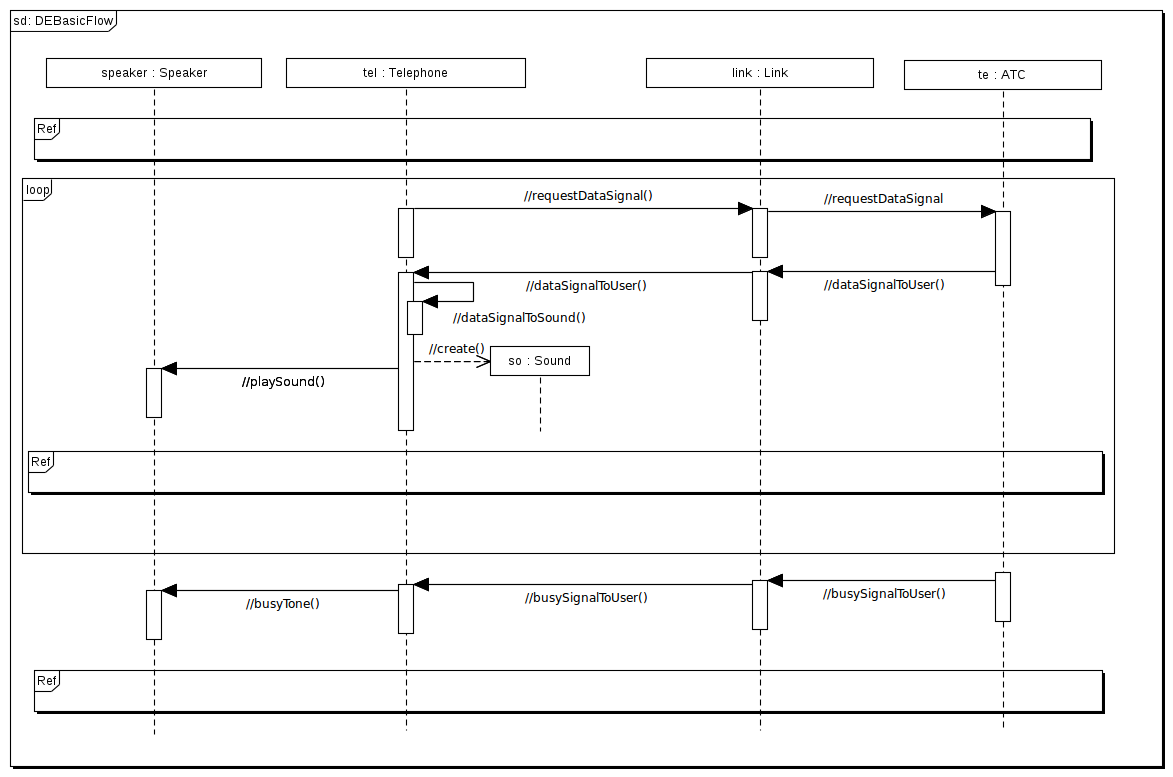 sd: DEBasicFlow
speaker : Speaker
tel : Telephone
link : Link
te : ATC
Ref
loop
//requestDataSignal()
//requestDataSignal
//dataSignalToUser()
//dataSignalToUser()
//dataSignalToSound()
//create()
so : Sound
//playSound()
Ref
//busyTone()
//busySignalToUser()
//busySignalToUser()
Ref